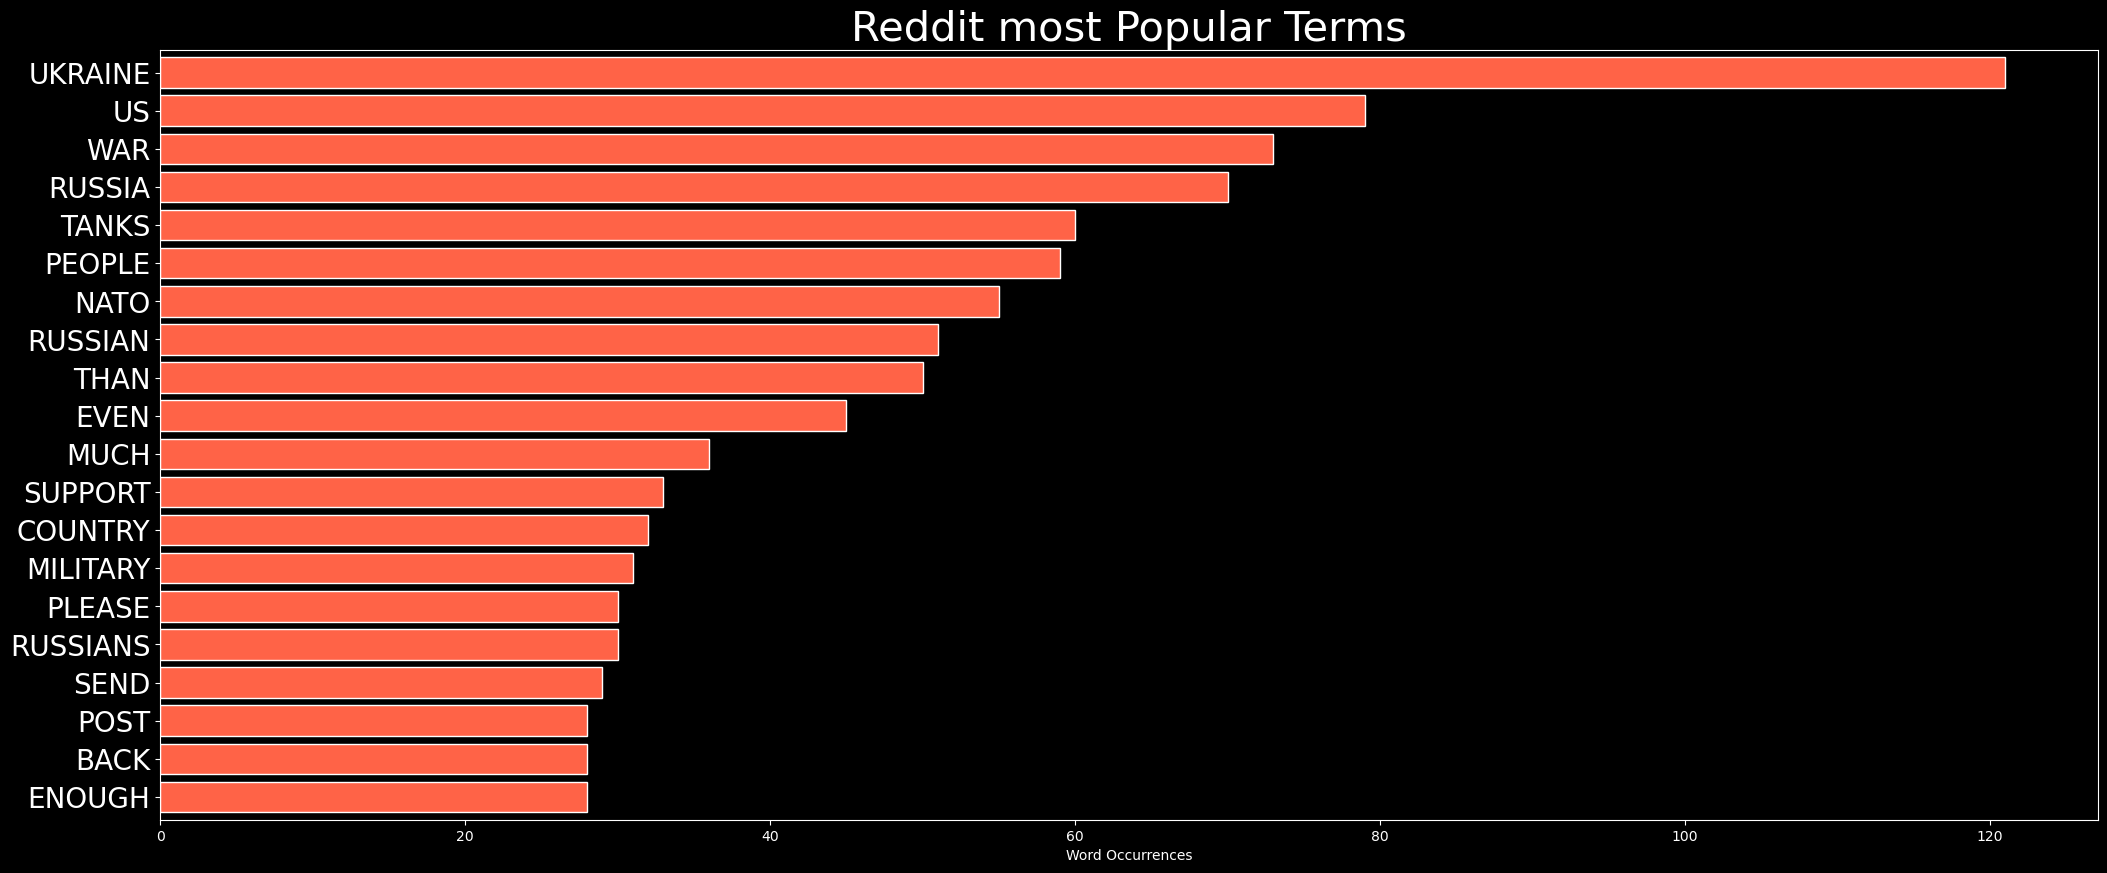 Reddit most Popular Terms
UKRAINE
US
WAR
RUSSIA
TANKS
PEOPLE
NATO
RUSSIAN
THAN
EVEN
MUCH
SUPPORT
COUNTRY
MILITARY
PLEASE
RUSSIANS
SEND
POST
BACK
ENOUGH
0 20 40 60 80 100 120
Word Occurrences